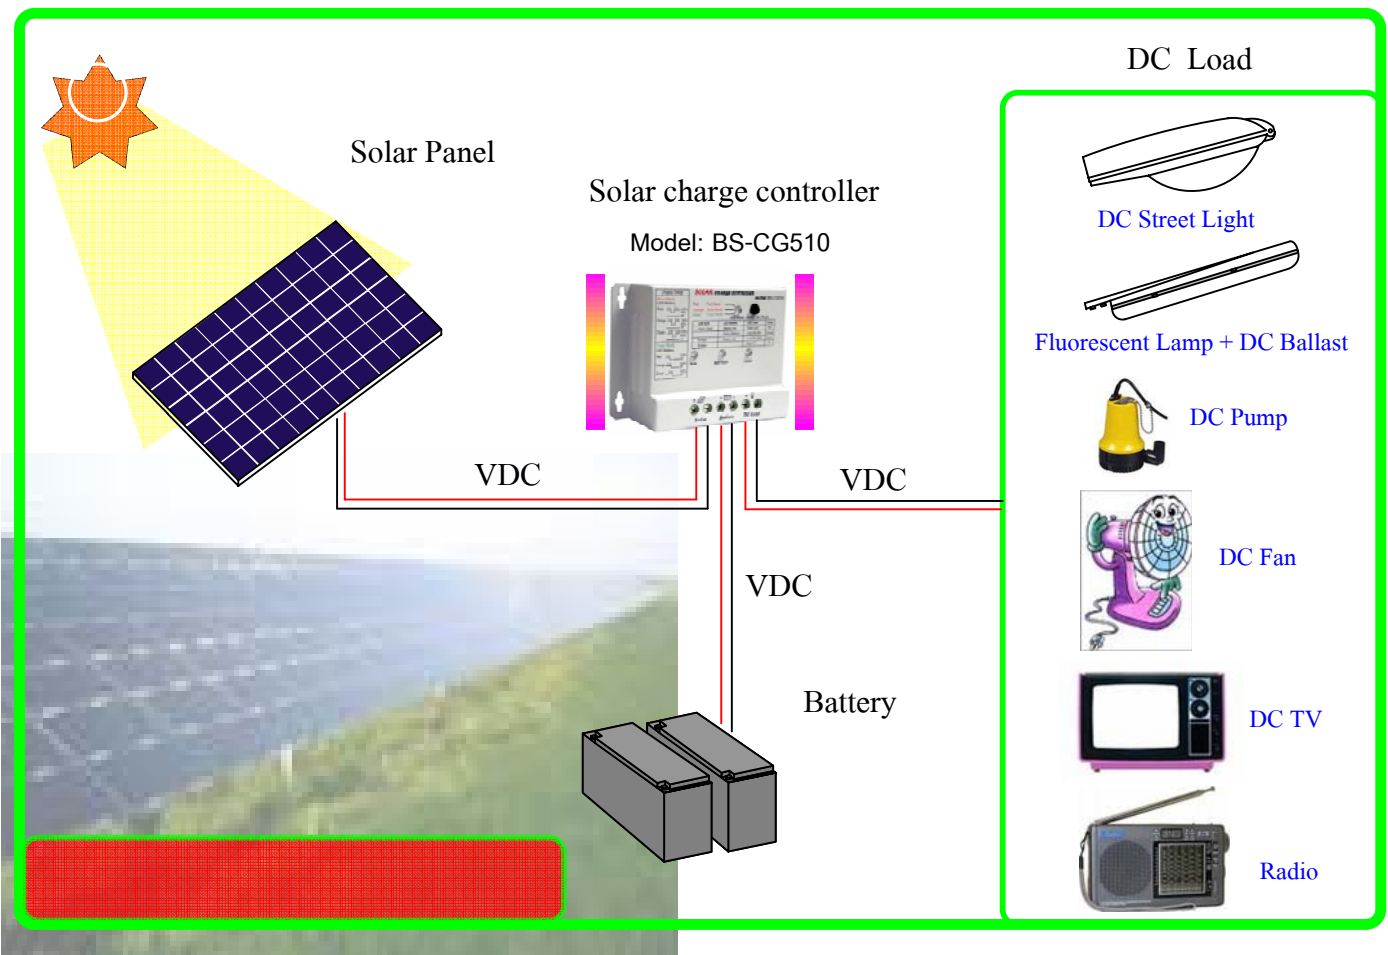 DC Load
Solar Panel
Solar charge controller
Model: BS-CG510
DC Street Light
Fluorescent Lamp + DC Ballast
DC Pump
VDC
VDC
DC Fan
VDC
Battery
DC TV
Radio